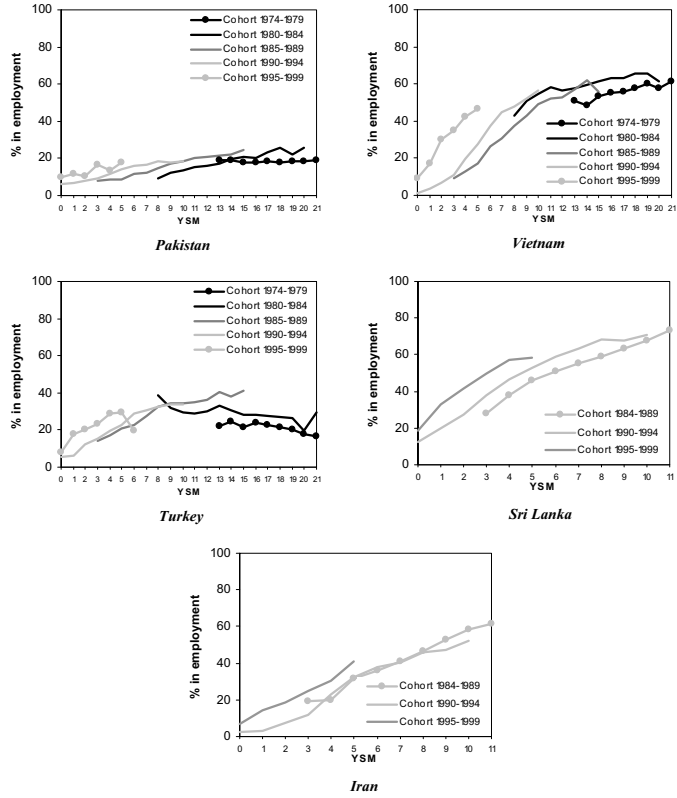 % in employment
100
80
60
40
20
0
Cohort 1974-1979
Cohort 1980-1984
Cohort 1985-1989
Cohort 1990-1994
Cohort 1995-1999
0 1 2 3 4 5 6 7 8 9 10 11 12 13 14 15 16 17 18 19 20 21
YSM
Pakistan
% in employment
100
80
60
40
20
0
Cohort 1974-1979
Cohort 1980-1984
Cohort 1985-1989
Cohort 1990-1994
Cohort 1995-1999
0 1 2 3 4 5 6 7 8 9 10 11 12 13 14 15 16 17 18 19 20 21
YSM
Vietnam
% in employment
100
80
60
40
20
0
Cohort 1974-1979
Cohort 1980-1984
Cohort 1985-1989
Cohort 1990-1994
Cohort 1995-1999
0 1 2 3 4 5 6 7 8 9 10 11 12 13 14 15 16 17 18 19 20 21
YSM
Turkey
% in employment
100
80
60
40
20
0
Cohort 1984-1989
Cohort 1990-1994
Cohort 1995-1999
0 1 2 3 4 5 6 7 8 9 10 11
YSM
Sri Lanka
% in employment
100
80
60
40
20
0
Cohort 1984-1989
Cohort 1990-1994
Cohort 1995-1999
0 1 2 3 4 5 6 7 8 9 10 11
YSM
Iran